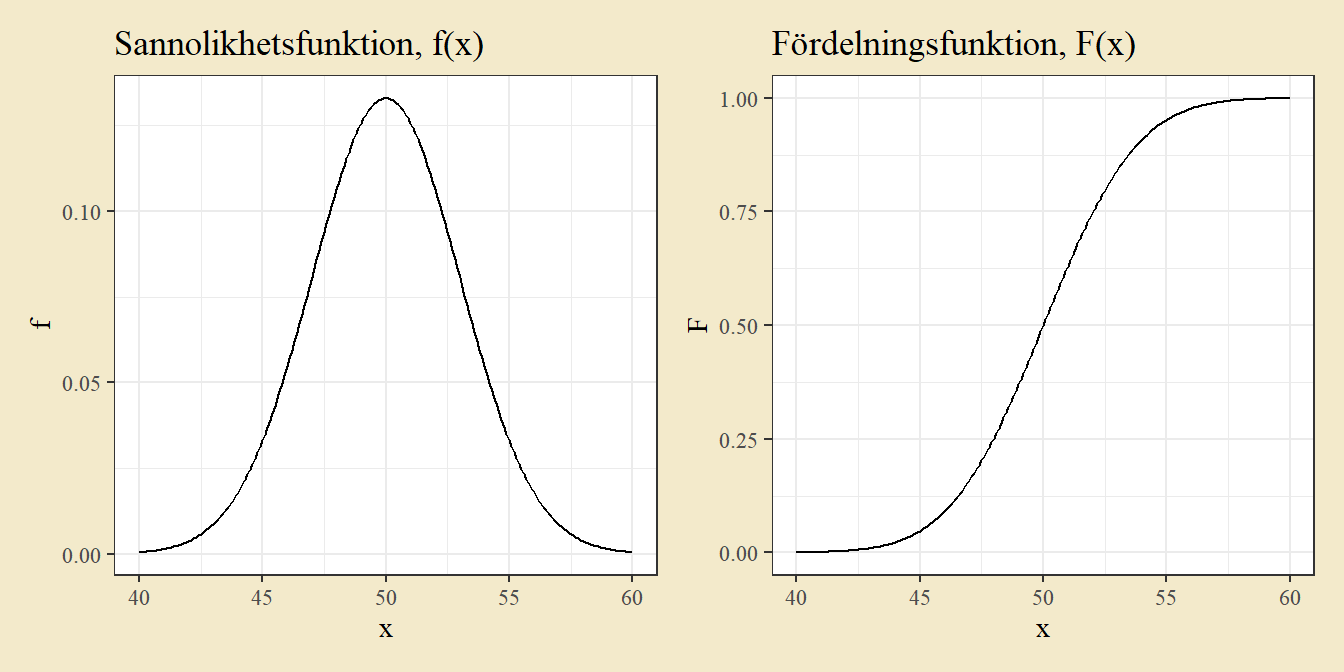 Sannolikhetsfunktion, f(x)
f
0.10
0.05
0.00
40 45 50 55 60
x
Fördelningsfunktion, F(x)
F
1.00
0.75
0.50
0.25
0.00
40 45 50 55 60
x